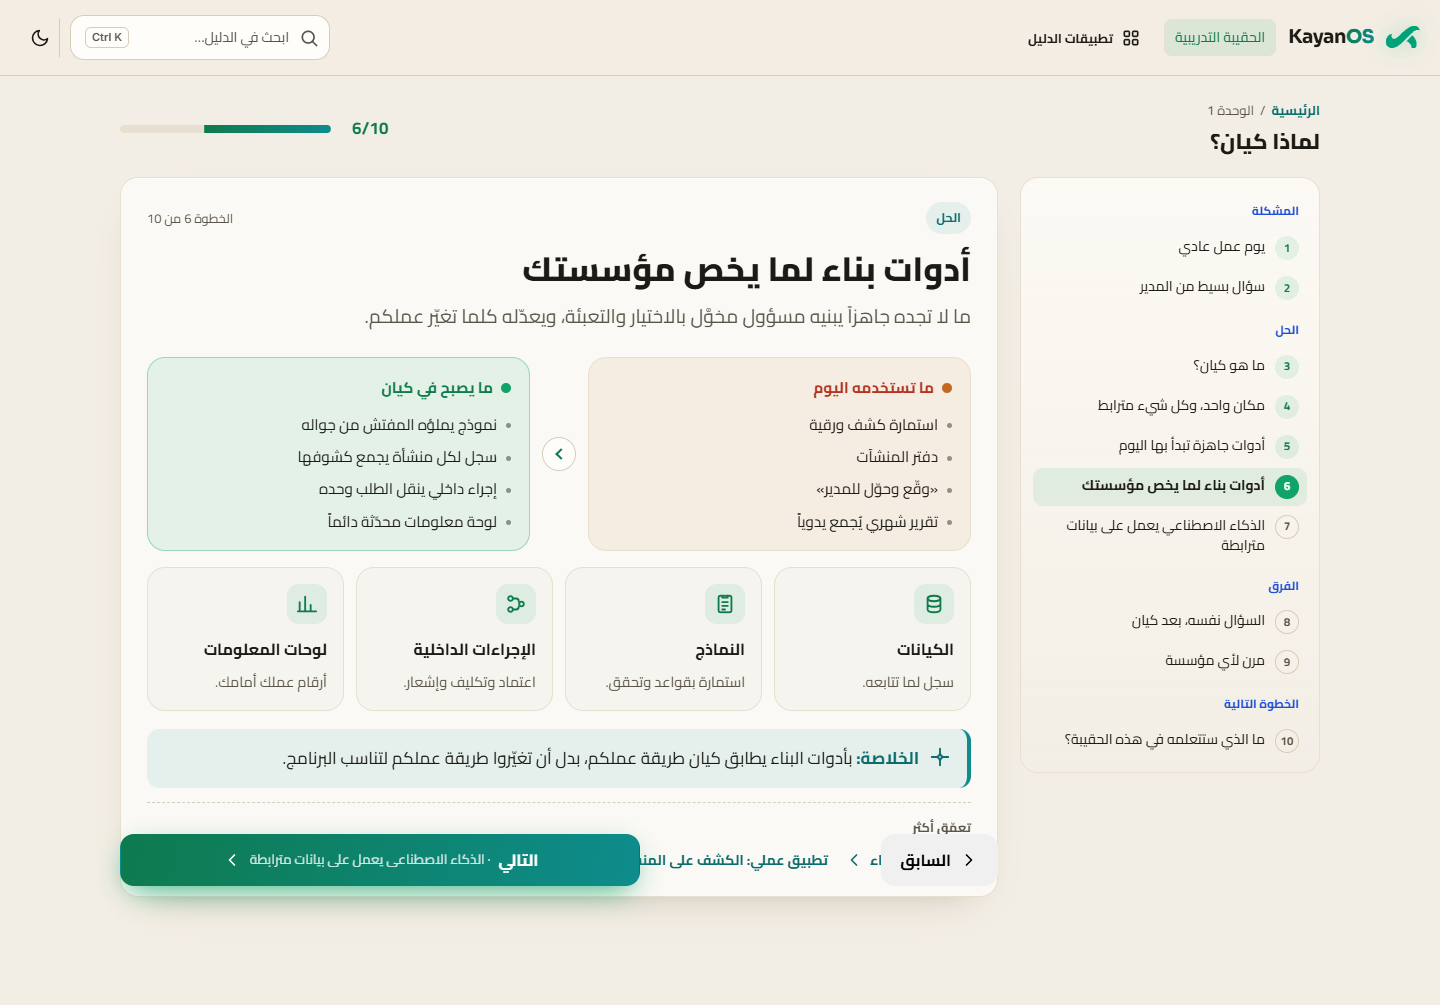 KayanOS
الحقيبة التدريبية
تطبيقات الدليل
ابحث في الدليل...
Ctrl K
الرئيسية / الوحدة 1
لماذا كيان؟
6/10
المشكلة
1 يوم عمل عادي
2 سؤال بسيط من المدير
الحل
3 ما هو كيان؟
4 مكان واحد، وكل شيء مترابط
5 أدوات جاهزة تبدأ بها اليوم
6 أدوات بناء لما يخص مؤسستك
7 الذكاء الاصطناعي يعمل على بيانات
مترابطة
الفرق
8 السؤال نفسه، بعد كيان
9 مرن لأي مؤسسة
الخطوة التالية
10 ما الذي ستتعلمه في هذه الحقيبة؟
الحل
الخطوة 6 من 10
أدوات بناء لما يخص مؤسستك
ما لا تجده جاهزاً يبنيه مسؤول مخوَّل بالاختيار والتعبئة، ويعدّله كلما تغيّر عملكم.
ما تستخدمه اليوم
استمارة كشف ورقية
دفتر المنشآت
«وقّع وحوّل للمدير»
تقرير شهري يُجمع يدوياً
ما يصبح في كيان
نموذج يملؤه المفتش من جواله
سجل لكل منشأة يجمع كشوفها
إجراء داخلي ينقل الطلب وحده
لوحة معلومات محدّثة دائماً
الكيانات
سجل لما تتابعه.
النماذج
استمارة بقواعد وتحقق.
الإجراءات الداخلية
اعتماد وتكليف وإشعار.
لوحات المعلومات
أرقام عملك أمامك.
الخلاصة: بأدوات البناء يطابق كيان طريقة عملكم، بدل أن تغيّروا طريقة عملكم لتناسب البرنامج.
تعمّق أكثر
السابق
تطبيق عملي: الكشف على
التالي · الذكاء الاصطناعي يعمل على بيانات مترابطة